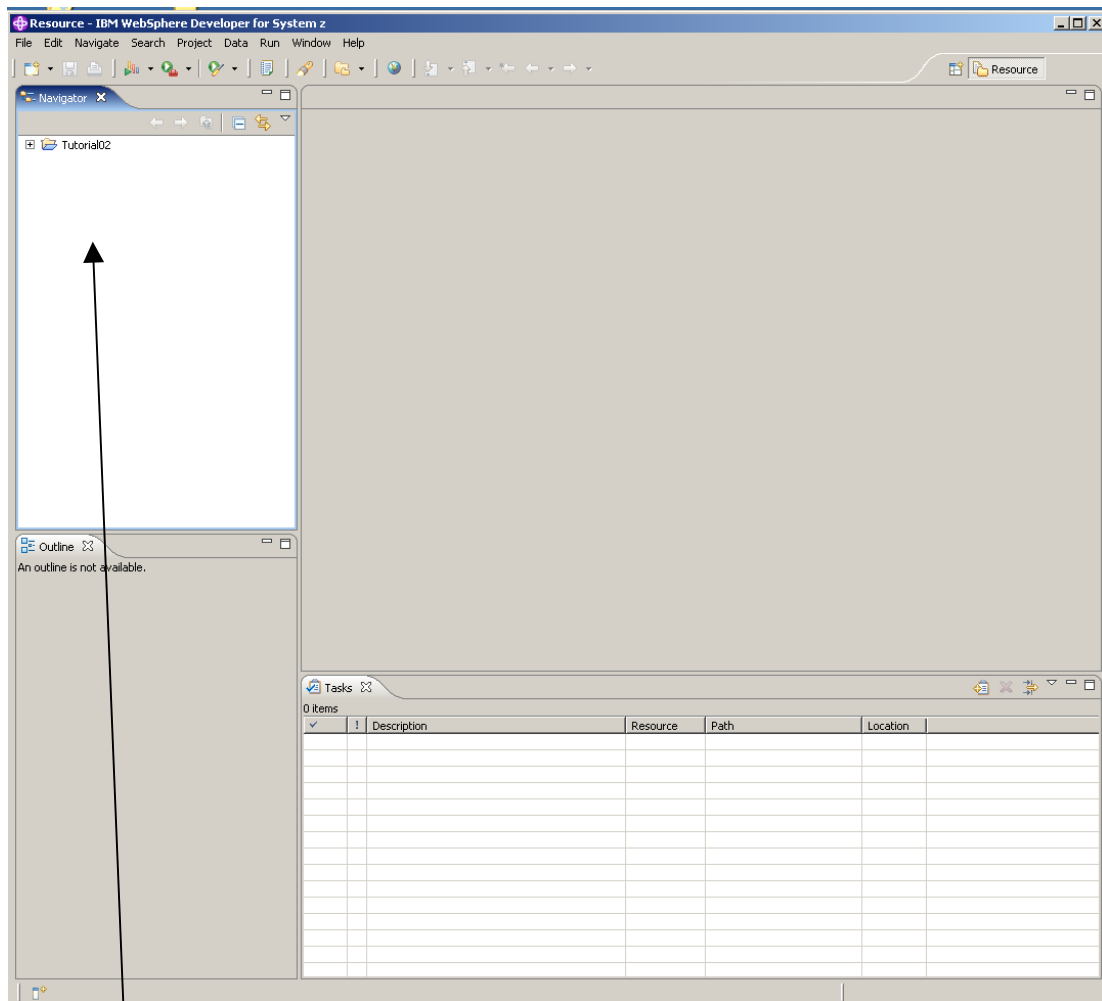 Resource - IBM WebSphere Developer for System z
File Edit Navigate Search Project Data Run Window Help
Resource
Navigator
Tutorial02
Outline
An outline is not available.
Tasks
0 items
! Description Resource Path Location